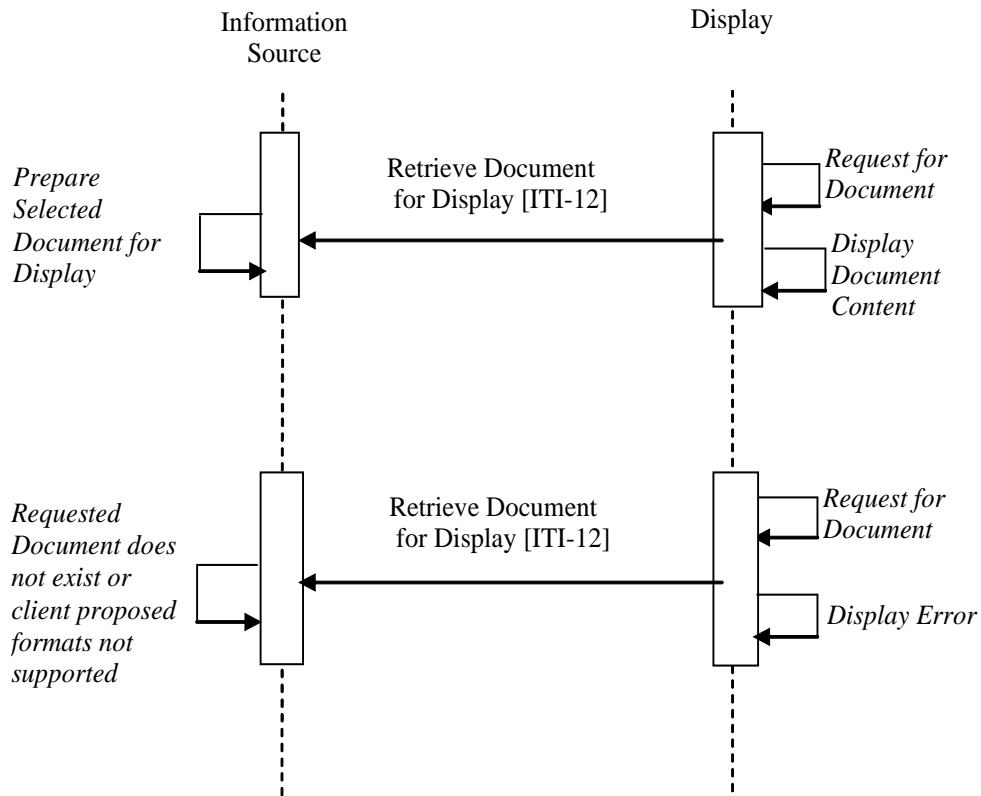 Information
Source
Display
Prepare
Selected
Document for
Display
Retrieve Document
for Display [ITI-12]
Request for
Document
Display
Document
Content
Requested
Document does
not exist or
client proposed
formats not
supported
Retrieve Document
for Display [ITI-12]
Request for
Document
Display Error